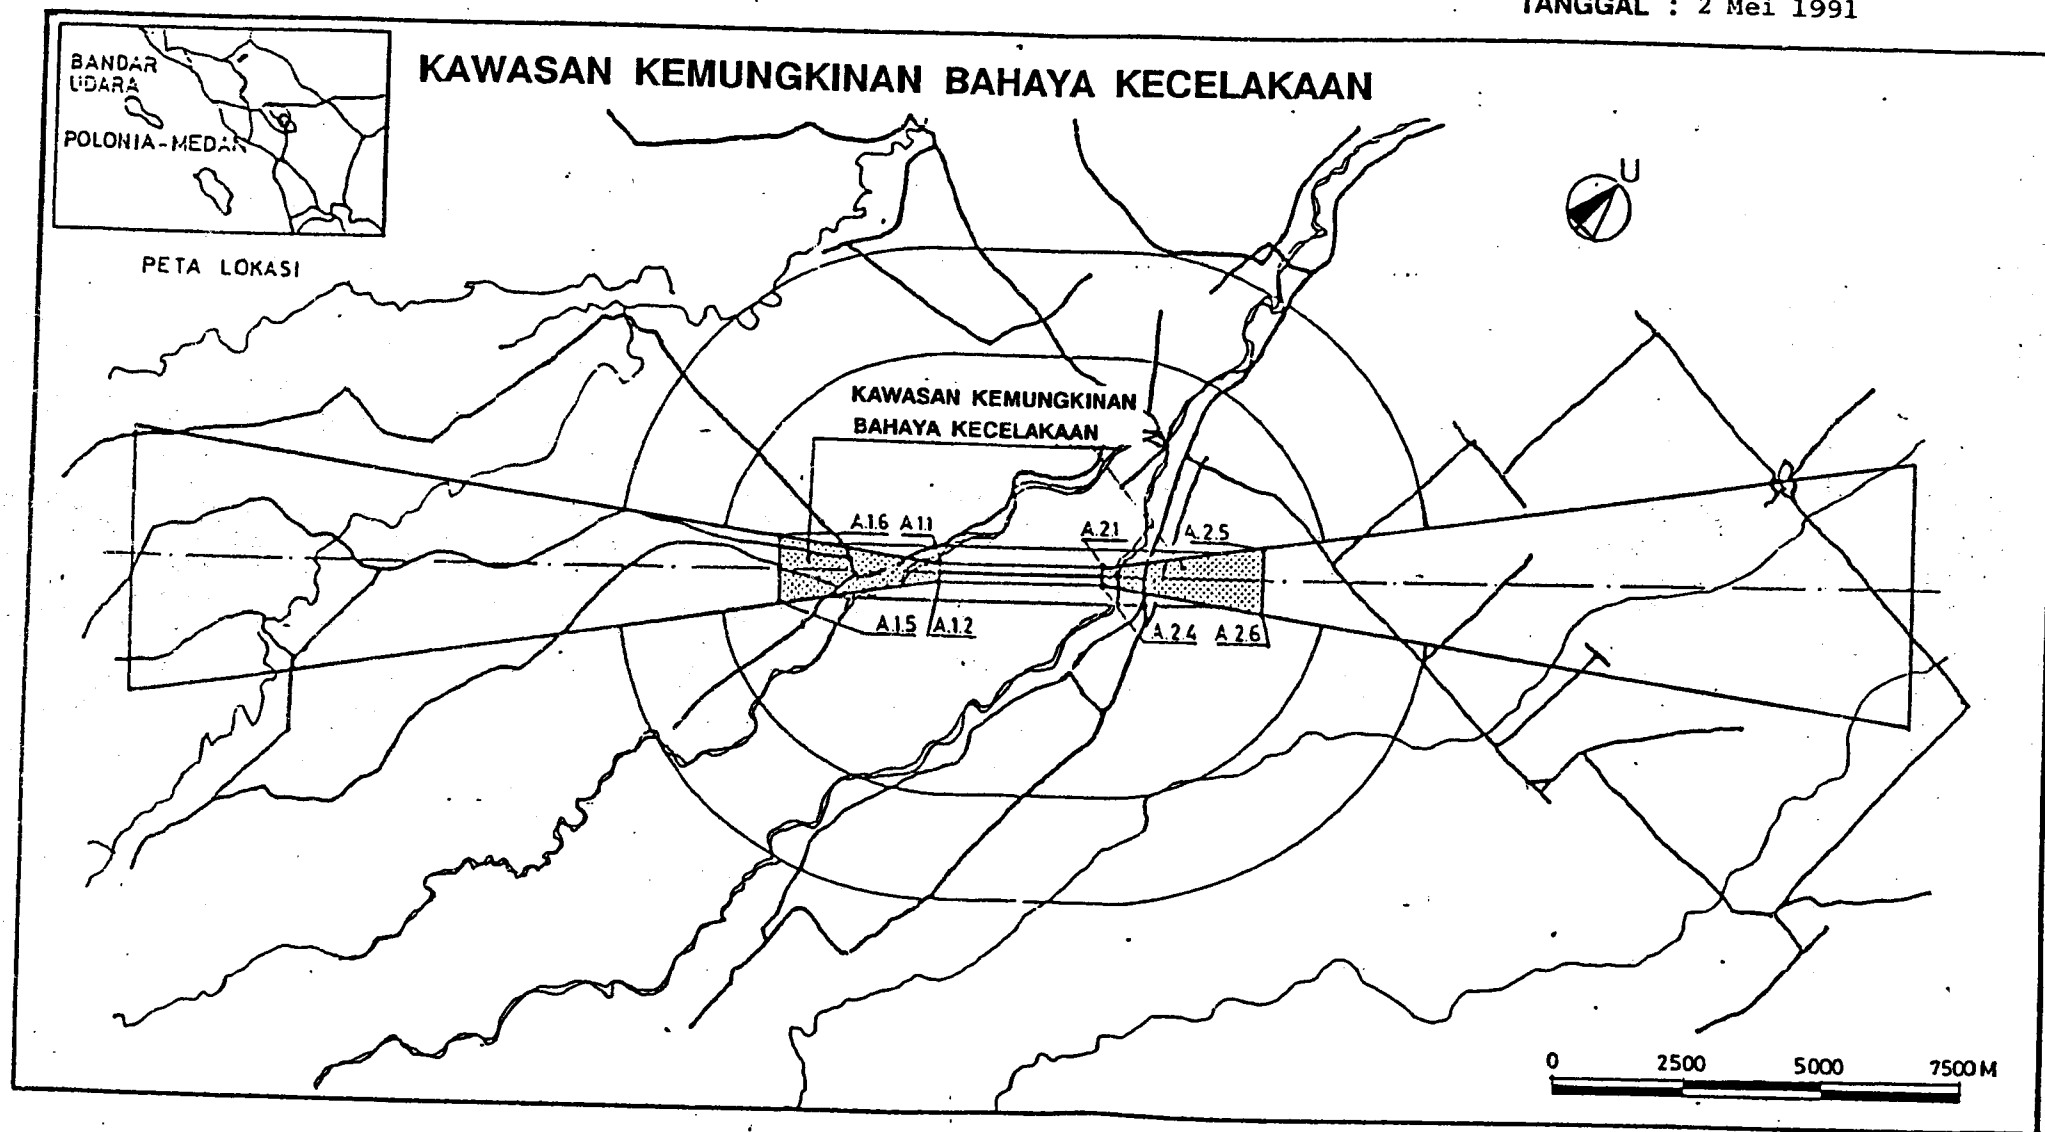 TANGGAL : 2 Mei 1991
KAWASAN KEMUNGKINAN BAHAYA KECELAKAAN
BANDAR
UDARA
POLONIA-MEDAN
PETA LOKASI
U
KAWASAN KEMUNGKINAN
BAHAYA KECELAKAAN
A.1.6 A.1.1
A.2.1 A.2.5
A.1.5 A.1.2
A.2.4 A.2.6
0 2500 5000 7500 M